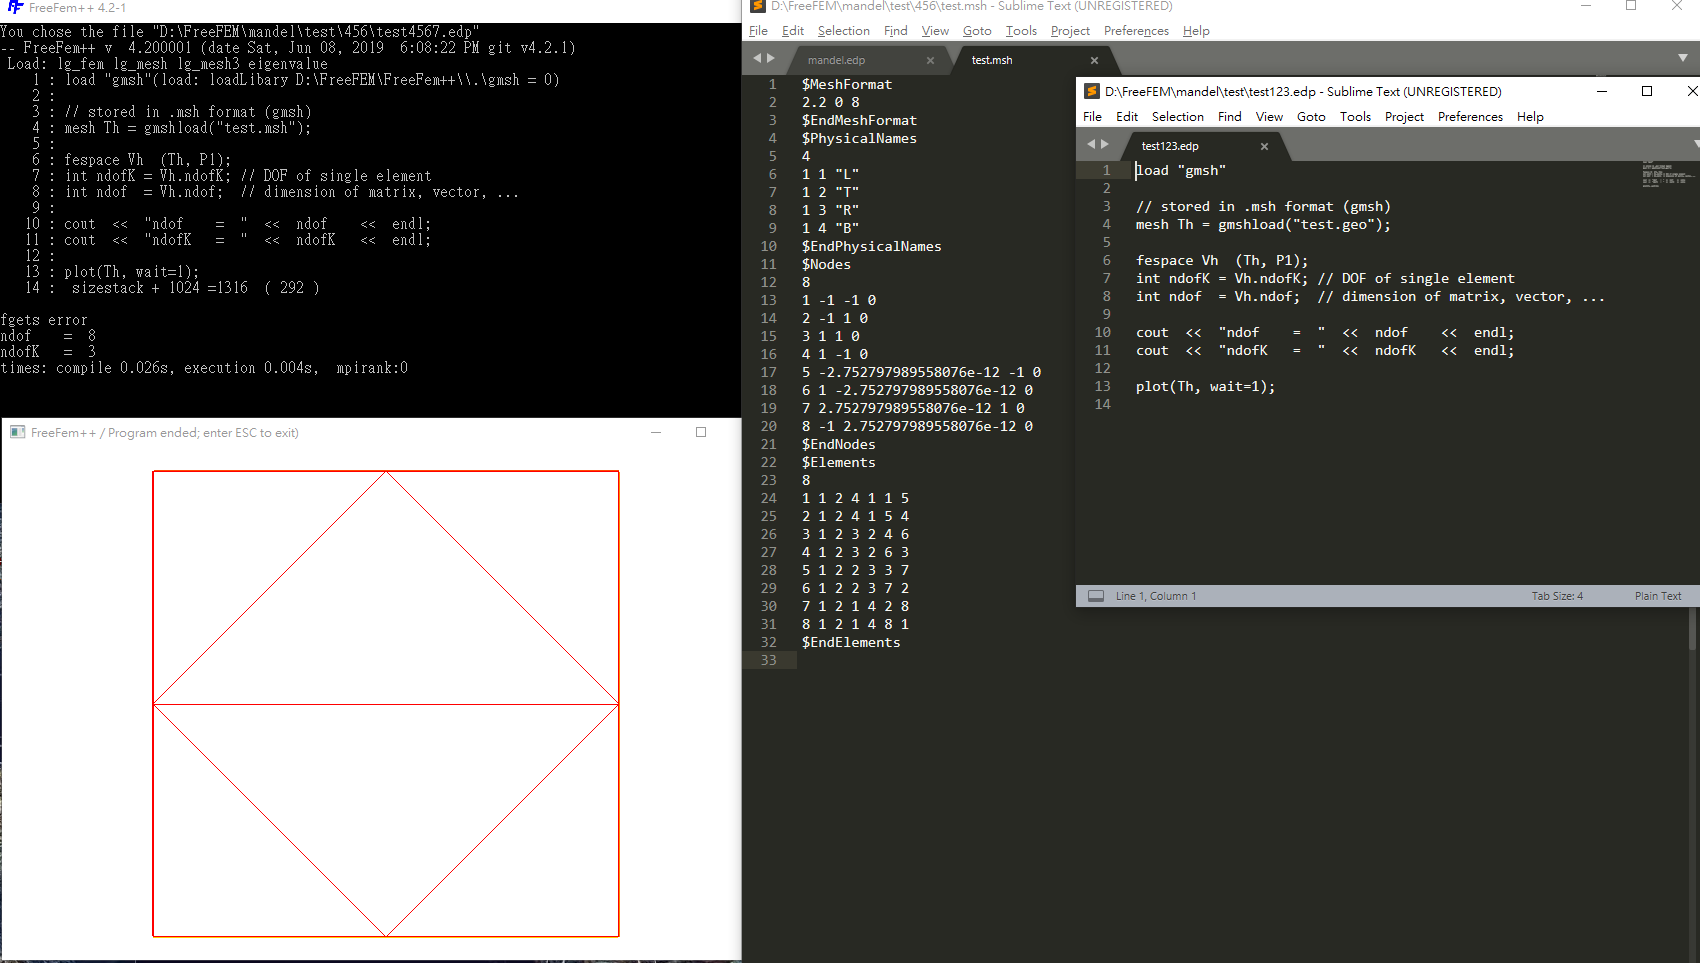 FreeFem++ 4.2-1
You chose the file "D:\FreeFEM\mandel\test\456\test4567.edp"
-- FreeFem++ v  4.200001 (date Sat, Jun 08, 2019  6:08:22 PM git v4.2.1)
Load: lg_fem lg_mesh lg_mesh3 eigenvalue
1 : load "gmsh"(load: loadLibary D:\FreeFEM\FreeFem++\\.\gmsh = 0)
2 :
3 : // stored in .msh format (gmsh)
4 : mesh Th = gmshload("test.msh");
5 :
6 : fespace Vh  (Th, P1);
7 : int ndofK = Vh.ndofK; // DOF of single element
8 : int ndof  = Vh.ndof;  // dimension of matrix, vector, ...
9 :
10 : cout  <<  "ndof   =  "  <<  ndof    <<  endl;
11 : cout  <<  "ndofK   =  "  <<  ndofK   <<  endl;
12 :
13 : plot(Th, wait=1);
14 :  sizestack + 1024 =1316  ( 292 )
fgets error
ndof    =  8
ndofK   =  3
times: compile 0.026s, execution 0.004s,  mpirank:0
FreeFem++ / Program ended; enter ESC to exit)
D:\FreeFEM\mandel\test\456\test.msh - Sublime Text (UNREGISTERED)
File Edit Selection Find View Goto Tools Project Preferences Help
mandel.edp × test.msh ×
1 $MeshFormat
2 2.2 0 8
3 $EndMeshFormat
4 $PhysicalNames
5 4
6 1 1 "L"
7 1 2 "T"
8 1 3 "R"
9 1 4 "B"
10 $EndPhysicalNames
11 $Nodes
12 8
13 1 -1 -1 0
14 2 -1 1 0
15 3 1 1 0
16 4 1 -1 0
17 5 -2.752797989558076e-12 -1 0
18 6 1 -2.752797989558076e-12 0
19 7 2.752797989558076e-12 1 0
20 8 -1 2.752797989558076e-12 0
21 $EndNodes
22 $Elements
23 8
24 1 1 2 4 1 1 5
25 2 1 2 4 1 5 4
26 3 1 2 3 2 4 6
27 4 1 2 3 2 6 3
28 5 1 2 2 3 3 7
29 6 1 2 2 3 7 2
30 7 1 2 1 4 2 8
31 8 1 2 1 4 8 1
32 $EndElements
33
D:\FreeFEM\mandel\test\test123.edp - Sublime Text (UNREGISTERED)
File Edit Selection Find View Goto Tools Project Preferences Help
test123.edp ×
1 load "gmsh"
2
3 // stored in .msh format (gmsh)
4 mesh Th = gmshload("test.geo");
5
6 fespace Vh  (Th, P1);
7 int ndofK = Vh.ndofK; // DOF of single element
8 int ndof  = Vh.ndof;  // dimension of matrix, vector, ...
9
10 cout  <<  "ndof    =  "  <<  ndof    <<  endl;
11 cout  <<  "ndofK   =  "  <<  ndofK   <<  endl;
12
13 plot(Th, wait=1);
14
Line 1, Column 1 Tab Size: 4 Plain Text